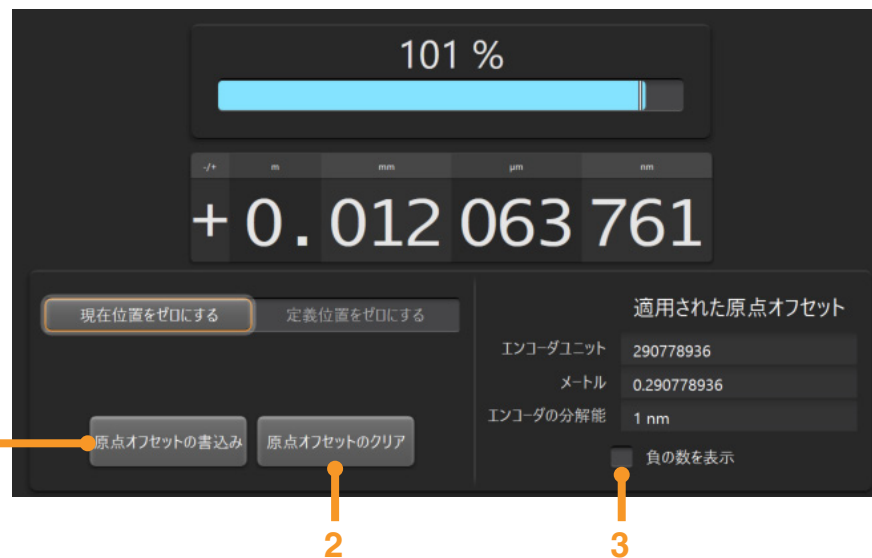 101 %
-/+ m mm μm nm
+ 0. 012 063 761
現在位置をゼロにする 定義位置をゼロにする
適用された原点オフセット
エンコーダユニット 290778936
メートル 0.290778936
エンコーダの分解能 1 nm
原点オフセットの書込み 原点オフセットのクリア
負の数を表示
2 3